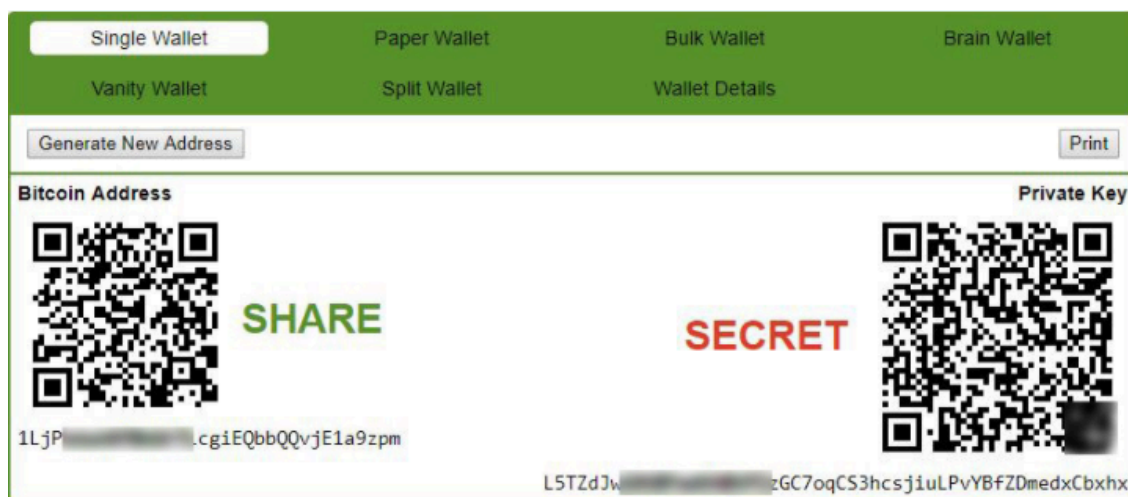 Single Wallet Paper Wallet Bulk Wallet Brain Wallet
Vanity Wallet Split Wallet Wallet Details
Generate New Address Print
Bitcoin Address Private Key
SHARE
SECRET
1LjP cgiEQbbQQvjE1a9zpm
L5TZdJw zGC7oqCS3hcsjiuLPvYBfZDmedxCbxhx